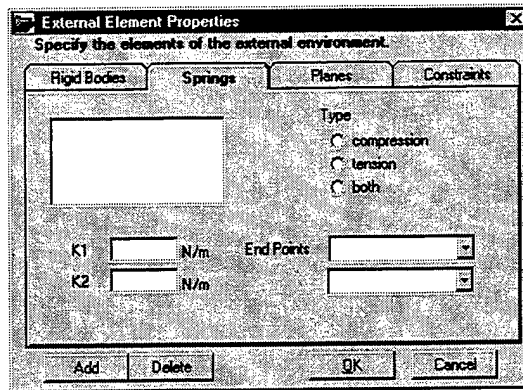 External Element Properties
Specify the elements of the external environment.
Rigid Bodies Springs Planes Constraints
Type
compression
tension
both
K1 N/m End Points
K2 N/m
Add Delete OK Cancel